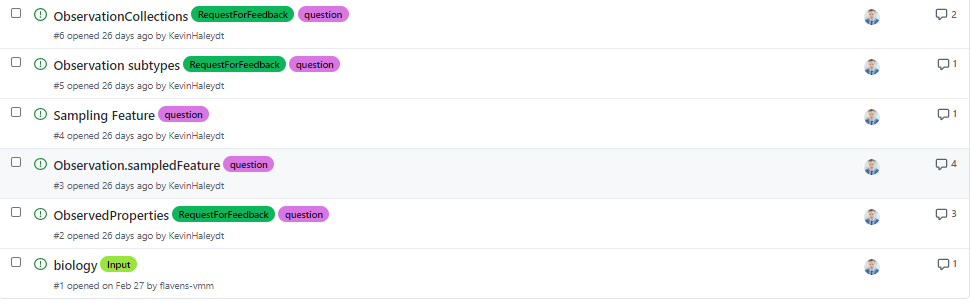 ObservationCollections RequestForFeedback question 2
#6 opened 26 days ago by KevinHaleydt
Observation subtypes RequestForFeedback question 1
#5 opened 26 days ago by KevinHaleydt
Sampling Feature question 1
#4 opened 26 days ago by KevinHaleydt
Observation.sampledFeature question 4
#3 opened 26 days ago by KevinHaleydt
ObservedProperties RequestForFeedback question 3
#2 opened 26 days ago by KevinHaleydt
biology Input 1
#1 opened on Feb 27 by flavens-vmm